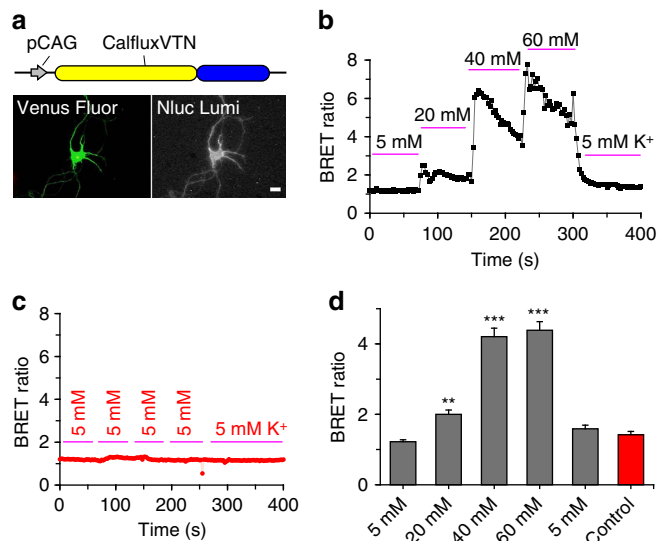 a
pCAG
CalfluxVTN
Venus Fluor
Nluc Lumi
b
BRET ratio
8
6
4
2
0
5 mM
20 mM
40 mM
60 mM
5 mM K⁺
0 100 200 300 400
Time (s)
c
BRET ratio
8
6
4
2
0
5 mM
5 mM
5 mM
5 mM
5 mM K⁺
0 100 200 300 400
Time (s)
d
BRET ratio
6
4
2
0
**
***
***
5 mM
20 mM
40 mM
60 mM
5 mM
Control